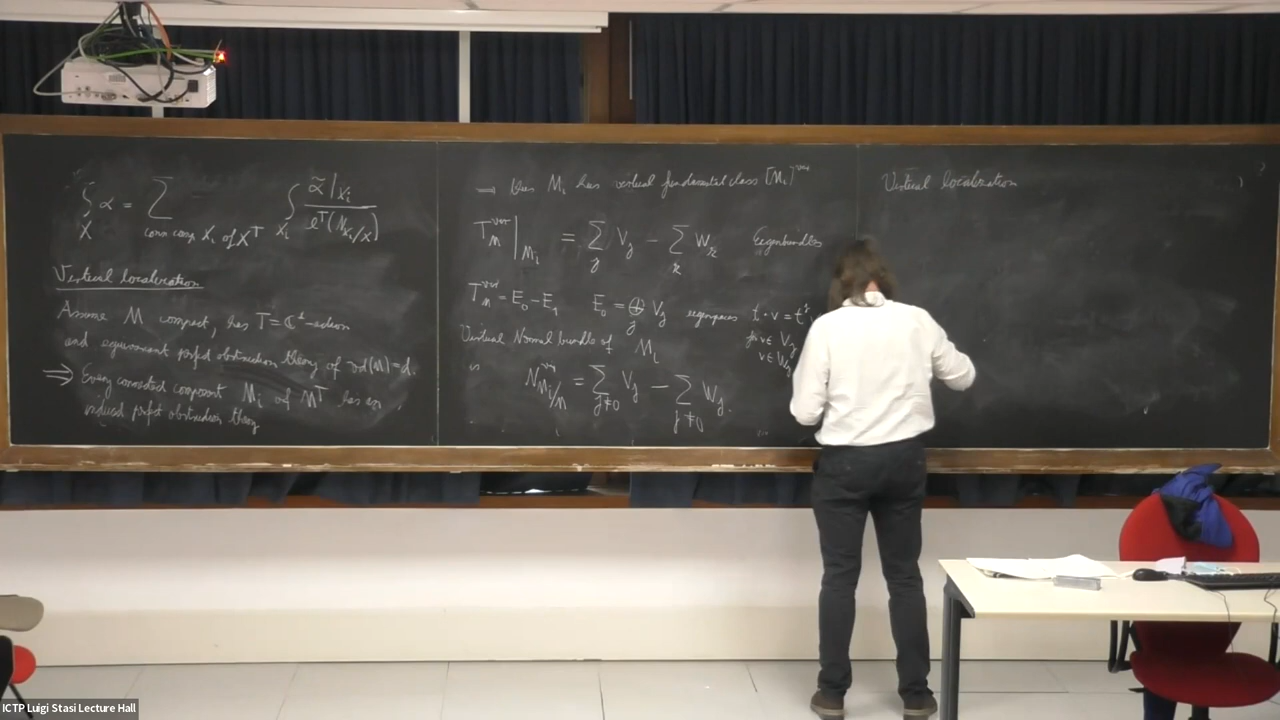 ∫_X α = ∑_{conn comp X_i of X^T} ∫_{X_i} \frac{\tilde{α}|_{X_i}}{e^T(N_{X_i/X})}
Virtual localization
Assume M compact, has T = ℂ*-action
and equivariant perfect obstruction theory of vd(M)=d.
⟹ Every connected component M_i of M^T has an
induced perfect obstruction theory
⟹ thus M_i has virtual fundamental class [M_i]^{vir}
T_M^{vir}|_{M_i} = ∑_j V_j − ∑_k W_k Eigenbundles
T_M^{vir} = E_0 − E_1 E_0 = ⊕_j V_j eigenspaces t·v = t^j
for v∈ V_j
v∈ W_j
Virtual Normal bundle of M_i
is
N^{vir}_{M_i/M} = ∑_{j≠0} V_j − ∑_{j≠0} W_j.
Virtual localization
ICTP Luigi Stasi Lecture Hall